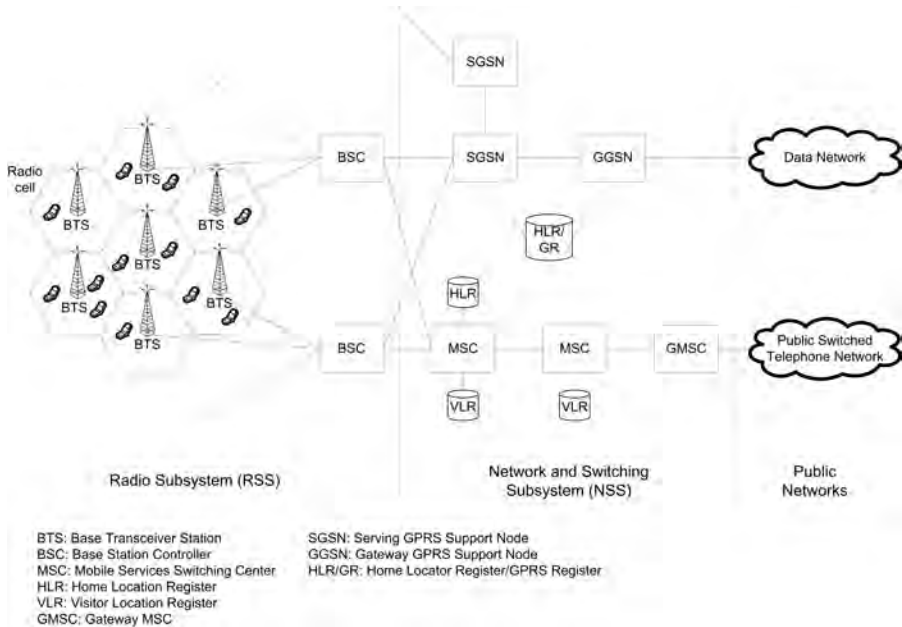 SGSN
BSC
SGSN
GGSN
Data Network
Radio
cell
BTS
BTS
BTS
BTS
BTS
BTS
BTS
HLR/
GR
HLR
BSC
MSC
MSC
GMSC
Public Switched
Telephone Network
VLR
VLR
Radio Subsystem (RSS)
Network and Switching
Subsystem (NSS)
Public
Networks
BTS: Base Transceiver Station
BSC: Base Station Controller
MSC: Mobile Services Switching Center
HLR: Home Location Register
VLR: Visitor Location Register
GMSC: Gateway MSC
SGSN: Serving GPRS Support Node
GGSN: Gateway GPRS Support Node
HLR/GR: Home Locator Register/GPRS Register